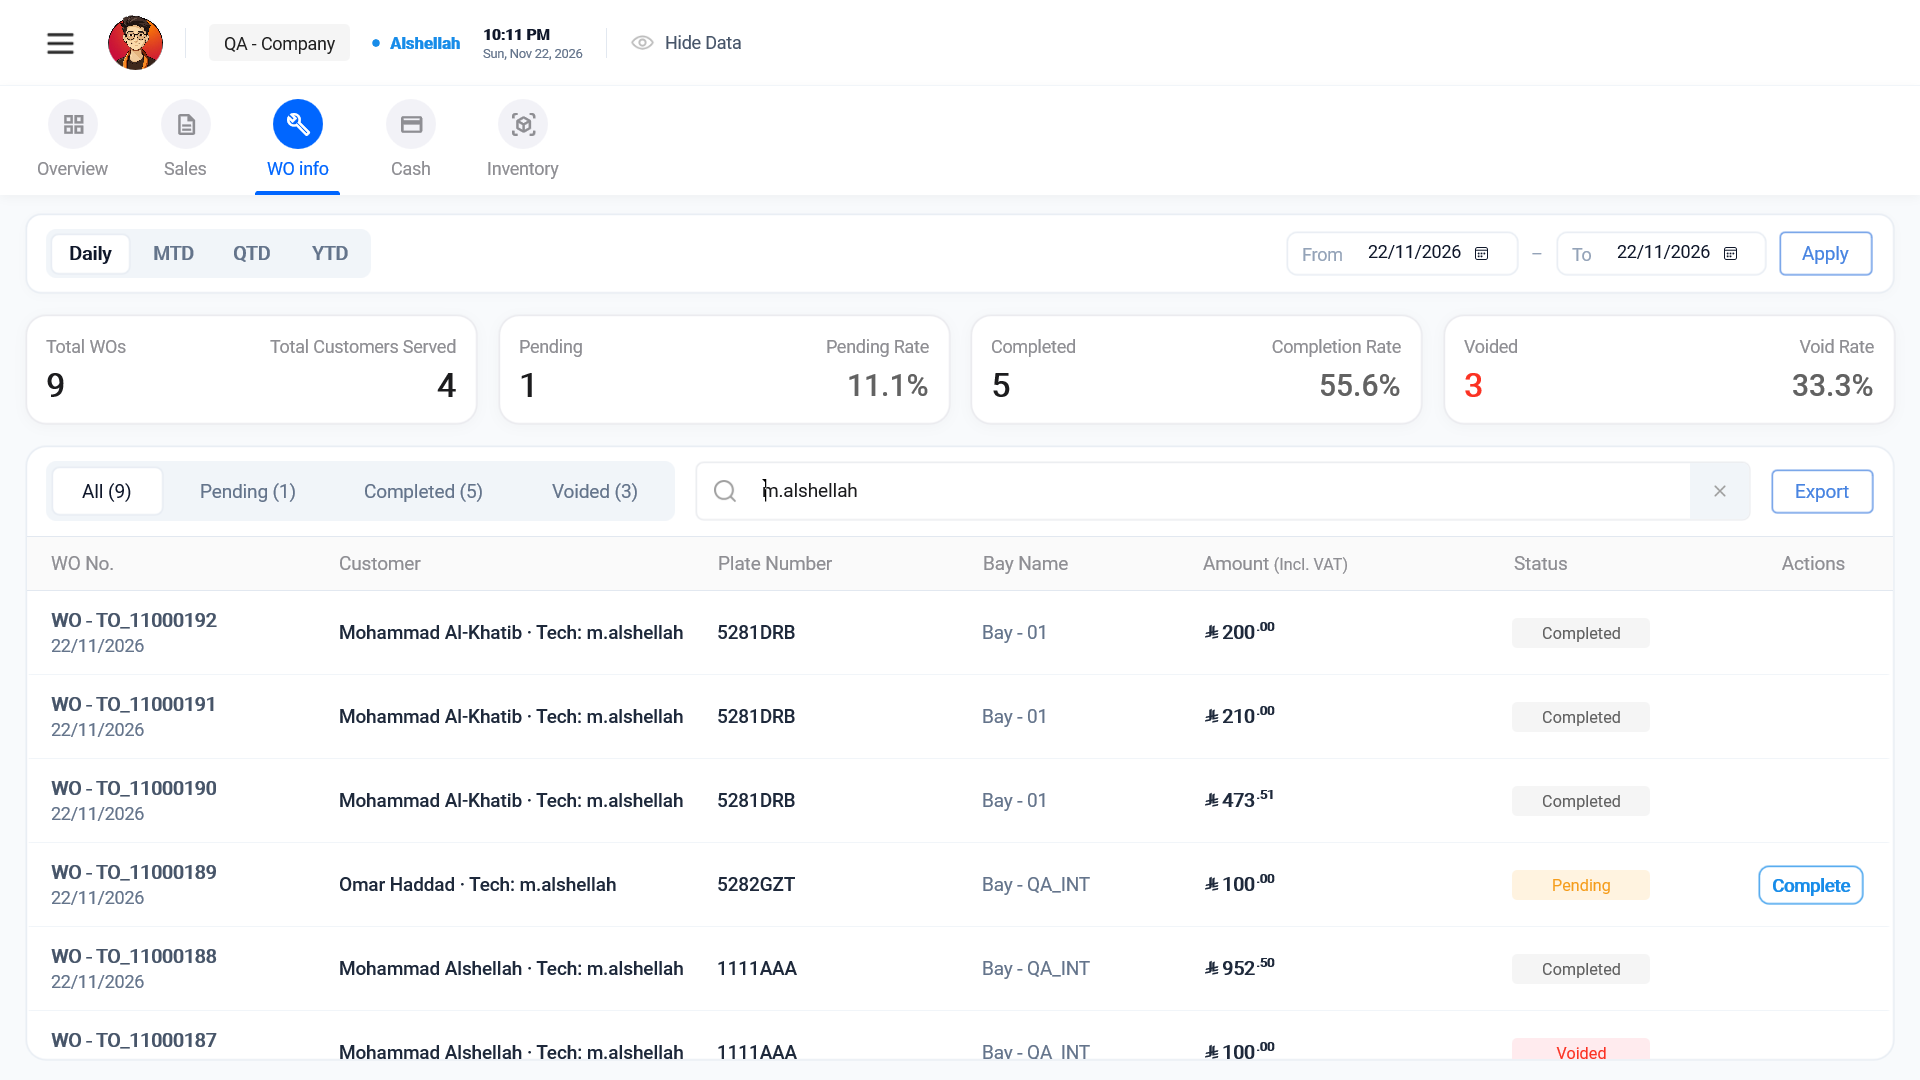 QA - Company
Alshellah
10:11 PM
Sun, Nov 22, 2026
Hide Data
Overview
Sales
WO info
Cash
Inventory
Daily
MTD
QTD
YTD
From 22/11/2026
–
To 22/11/2026
Apply
Total WOs
9
Total Customers Served
4
Pending
1
Pending Rate
11.1%
Completed
5
Completion Rate
55.6%
Voided
3
Void Rate
33.3%
All (9)
Pending (1)
Completed (5)
Voided (3)
m.alshellah
Export
WO No.
Customer
Plate Number
Bay Name
Amount (Incl. VAT)
Status
Actions
WO - TO_11000192
22/11/2026
Mohammad Al-Khatib · Tech: m.alshellah
5281DRB
Bay - 01
200.00
Completed
WO - TO_11000191
22/11/2026
Mohammad Al-Khatib · Tech: m.alshellah
5281DRB
Bay - 01
210.00
Completed
WO - TO_11000190
22/11/2026
Mohammad Al-Khatib · Tech: m.alshellah
5281DRB
Bay - 01
473.51
Completed
WO - TO_11000189
22/11/2026
Omar Haddad · Tech: m.alshellah
5282GZT
Bay - QA_INT
100.00
Pending
Complete
WO - TO_11000188
22/11/2026
Mohammad Alshellah · Tech: m.alshellah
1111AAA
Bay - QA_INT
952.50
Completed
WO - TO_11000187
Mohammad Alshellah · Tech: m.alshellah
1111AAA
Bay - QA_INT
100.00
Voided